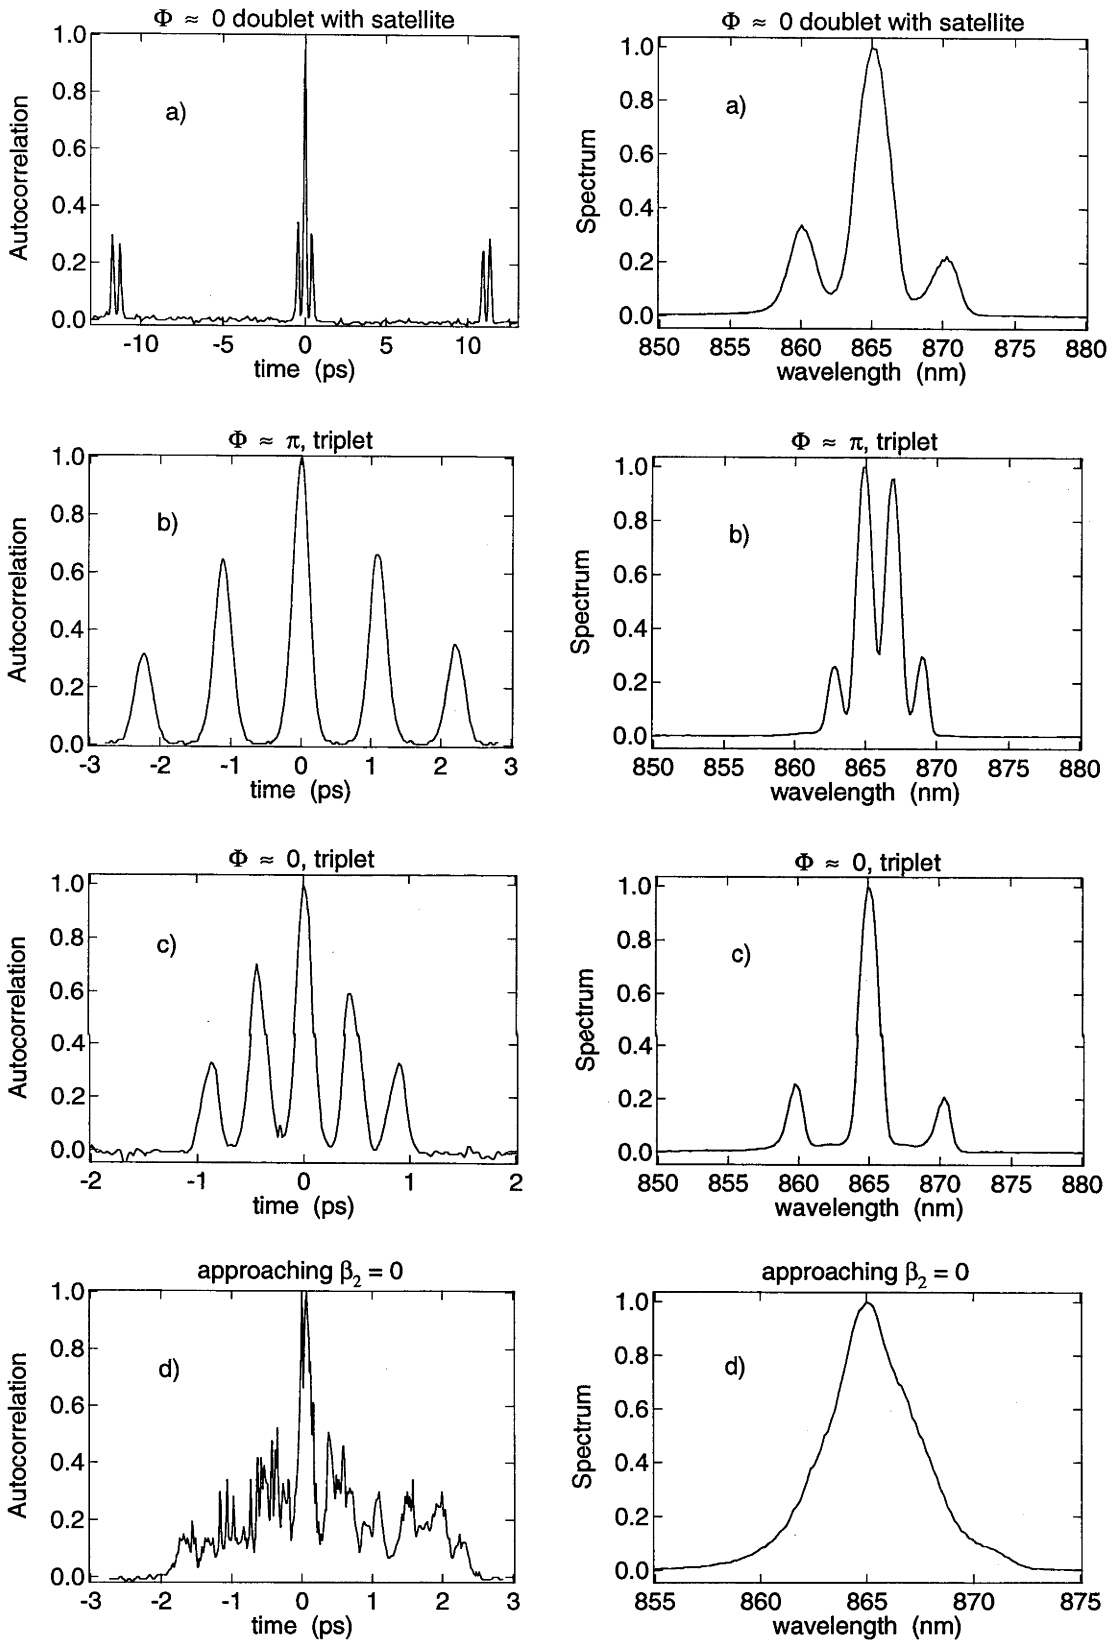 Φ ≈ 0 doublet with satellite
Autocorrelation
1.0
0.8
0.6
0.4
0.2
0.0
a)
-10 -5 0 5 10
time (ps)
Φ ≈ 0 doublet with satellite
Spectrum
1.0
0.8
0.6
0.4
0.2
0.0
a)
850 855 860 865 870 875 880
wavelength (nm)
Φ ≈ π, triplet
Autocorrelation
1.0
0.8
0.6
0.4
0.2
0.0
b)
-3 -2 -1 0 1 2 3
time (ps)
Φ ≈ π, triplet
Spectrum
1.0
0.8
0.6
0.4
0.2
0.0
b)
850 855 860 865 870 875 880
wavelength (nm)
Φ ≈ 0, triplet
Autocorrelation
1.0
0.8
0.6
0.4
0.2
0.0
c)
-2 -1 0 1 2
time (ps)
Φ ≈ 0, triplet
Spectrum
1.0
0.8
0.6
0.4
0.2
0.0
c)
850 855 860 865 870 875 880
wavelength (nm)
approaching β₂ = 0
Autocorrelation
1.0
0.8
0.6
0.4
0.2
0.0
d)
-3 -2 -1 0 1 2 3
time (ps)
approaching β₂ = 0
Spectrum
1.0
0.8
0.6
0.4
0.2
0.0
d)
855 860 865 870 875
wavelength (nm)